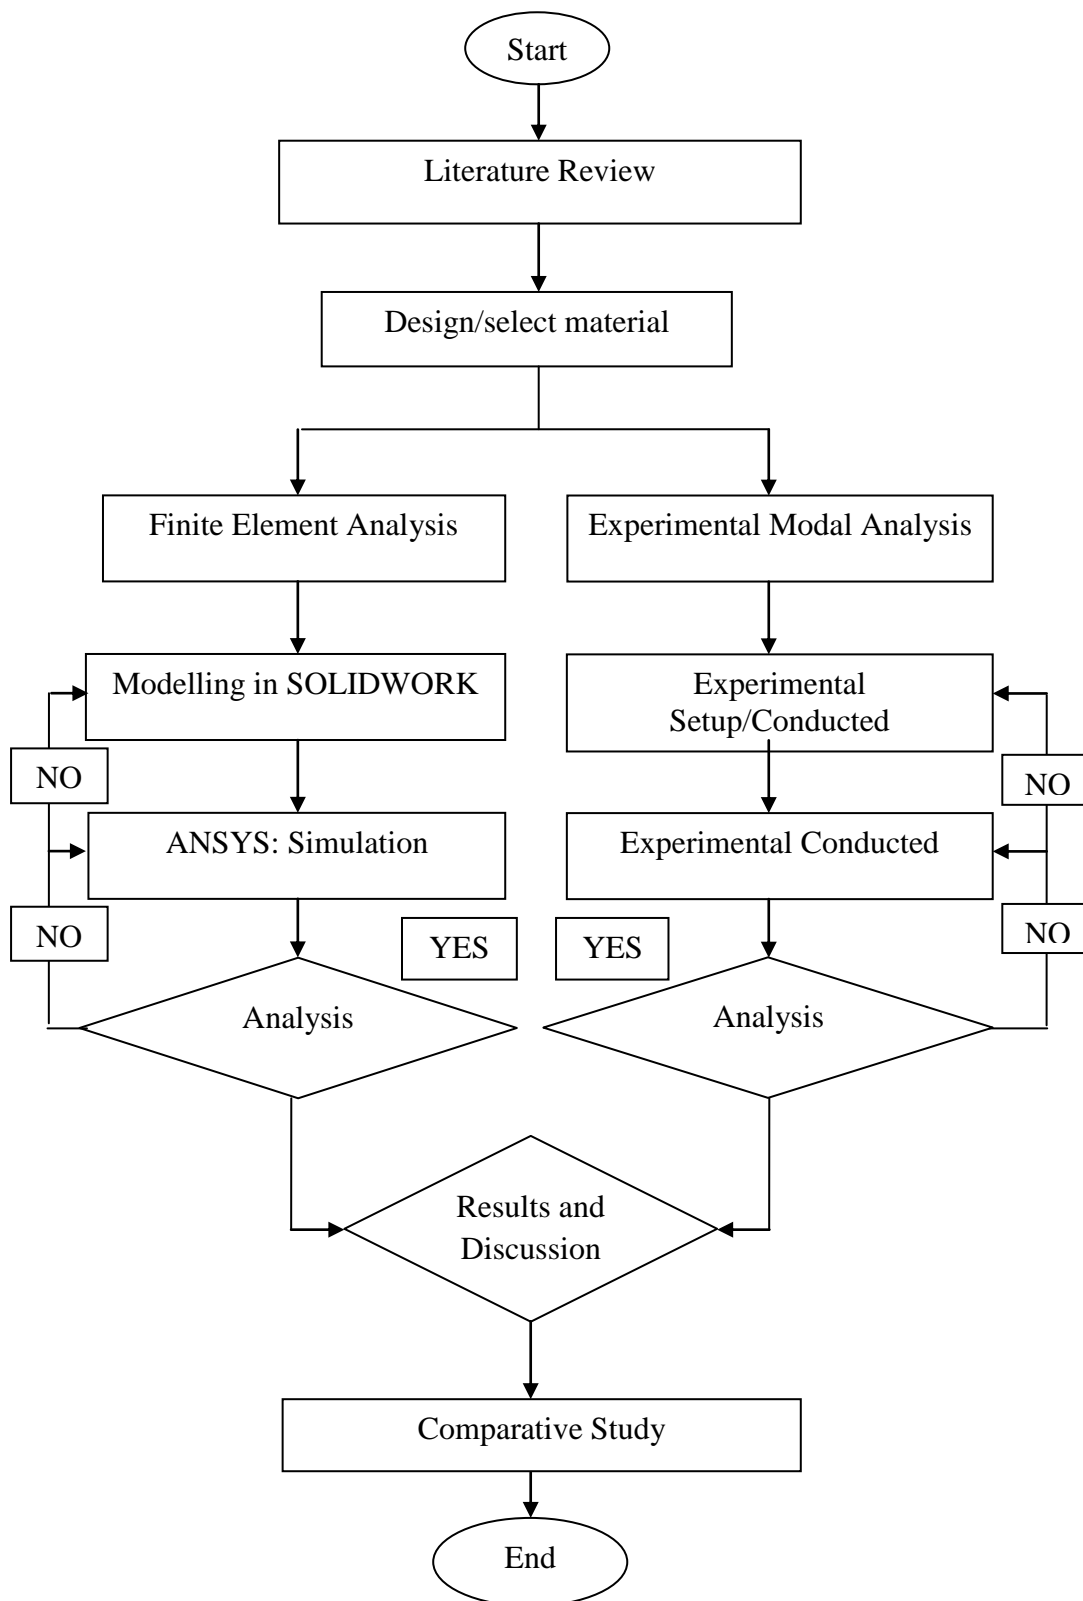 Start
Literature Review
Design/select material
Finite Element Analysis
Experimental Modal Analysis
Modelling in SOLIDWORK
Experimental
Setup/Conducted
NO
NO
ANSYS: Simulation
Experimental Conducted
NO
YES
YES
NO
Analysis
Analysis
Results and
Discussion
Comparative Study
End